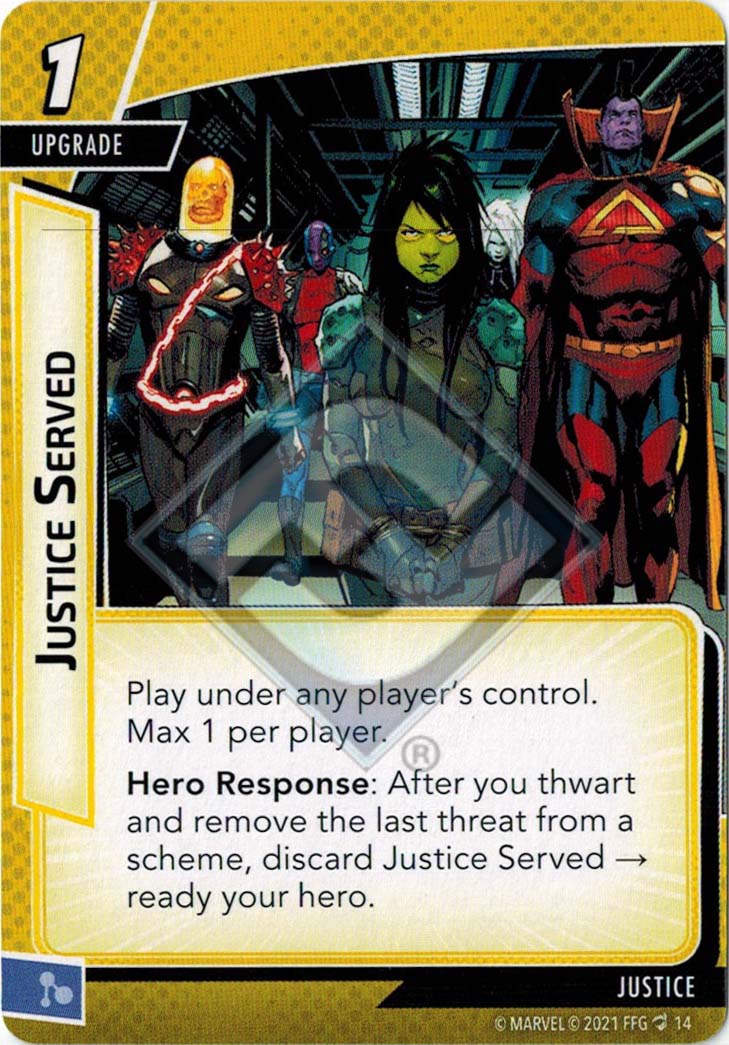 1
UPGRADE
JUSTICE SERVED
Play under any player's control.
Max 1 per player.
Hero Response: After you thwart
and remove the last threat from a
scheme, discard Justice Served →
ready your hero.
®
JUSTICE
© MARVEL © 2021 FFG 14